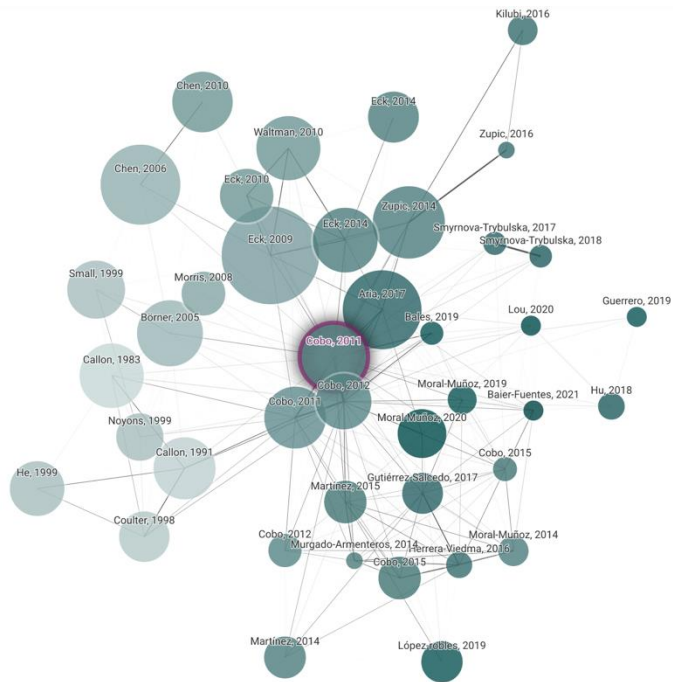 Kilubi, 2016
Chen, 2010
Eck, 2014
Waltman, 2010
Zupic, 2016
Chen, 2006
Eck, 2010
Zupic, 2014
Eck, 2014
Smyrnova-Trybulska, 2017
Eck, 2009
Smyrnova-Trybulska, 2018
Small, 1999
Morris, 2008
Aria, 2017
Guerrero, 2019
Lou, 2020
Börner, 2005
Bales, 2019
Cobo, 2011
Callon, 1983
Cobo, 2012
Moral-Muñoz, 2019
Baier-Fuentes, 2021
Hu, 2018
Cobo, 2011
Moral-Muñoz, 2020
Noyons, 1999
Callon, 1991
Cobo, 2015
He, 1999
Gutiérrez-Salcedo, 2017
Martínez, 2015
Coulter, 1998
Cobo, 2012
Moral-Muñoz, 2014
Murgado-Armenteros, 2014
Herrera-Viedma, 2016
Cobo, 2015
Martínez, 2014
López-robles, 2019